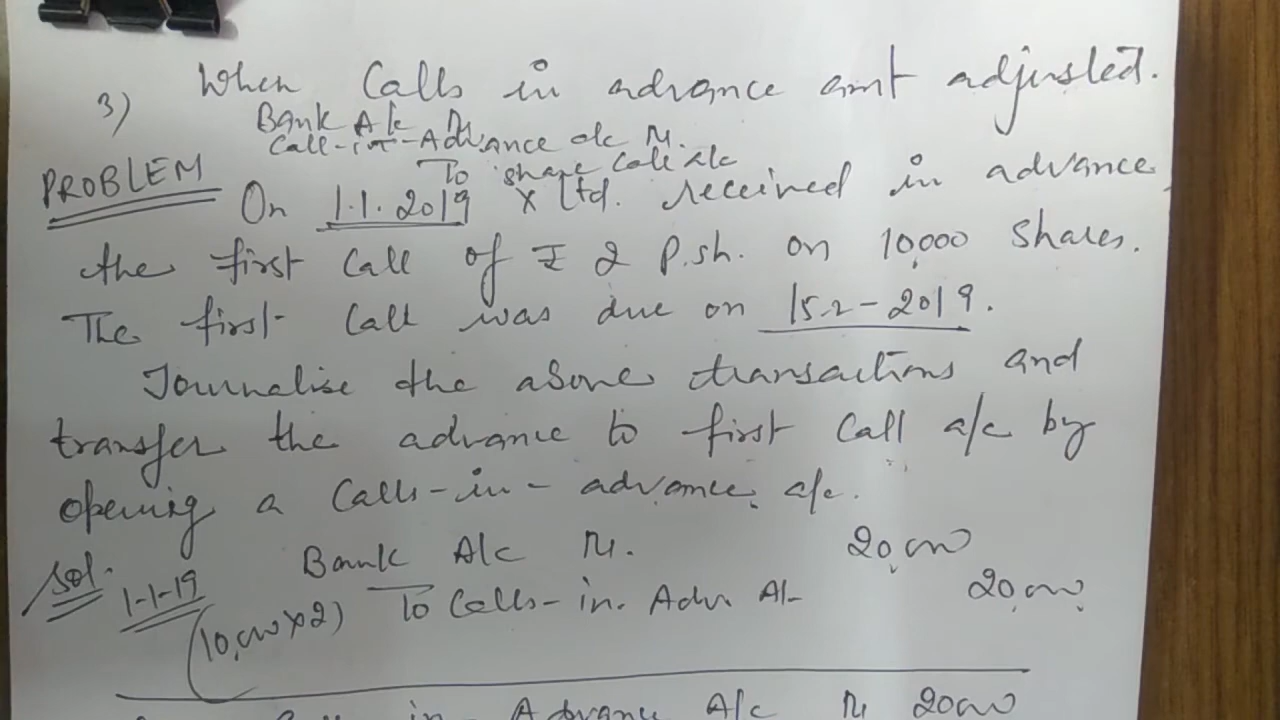 3) When Calls in advance amt adjusted.
Bank A/c Dr.
Call-in-Advance a/c Dr.
To share Call a/c
PROBLEM On 1.1.2019 X Ltd. received in advance
the first Call of ₹ 2 P.sh. on 10,000 shares.
The first Call was due on 15.2-2019.
Journalise the above transactions and
transfer the advance to first Call a/c by
opening a Calls-in-advance a/c.
Sol. 1-1-19 Bank A/c Dr. 20,000
To Calls-in. Adv. A/- 20,000
(10,000x2)
in Advance A/c Dr 20000